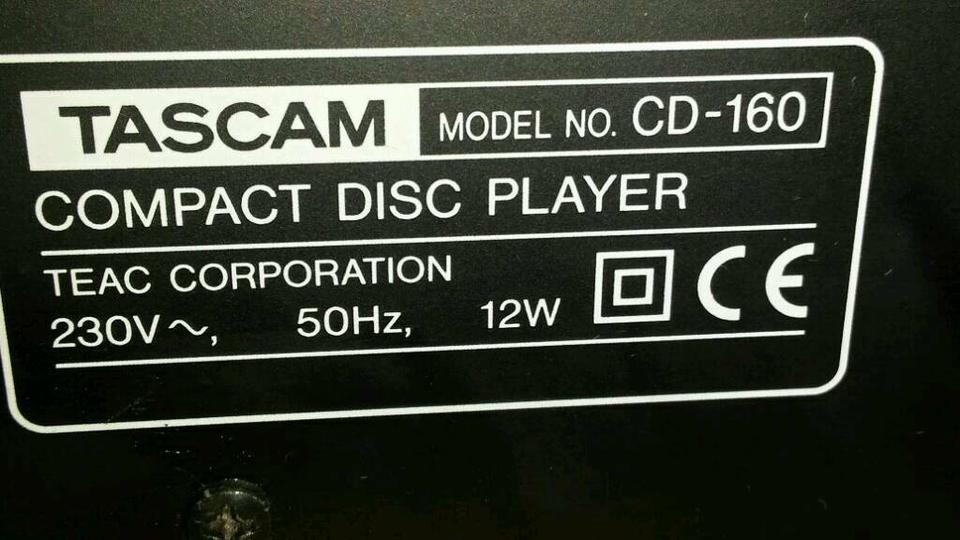 TASCAM MODEL NO. CD-160
COMPACT DISC PLAYER
TEAC CORPORATION
230V~, 50Hz, 12W CE